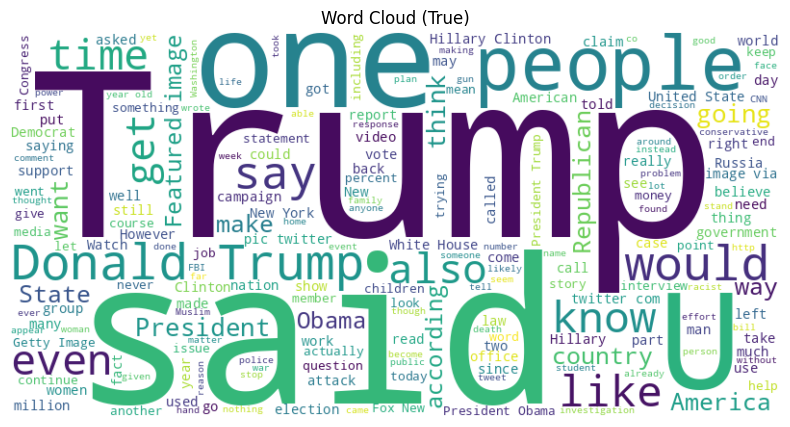 Word Cloud (True)
Trump
said
one
people
U
Donald Trump
time
get
say
also
would
know
like
even
Featured image
think
according
Republican
going
want
make
State
President
Obama
country
America
way
Congress
asked
yet
power
year old
first
put
something
Democrat
saying
comment
support
went
thought
give
well
still
course
However
media
let
Watch
done
took
life
Washington
wrote
including
got
plan
able
report
response
video
statement
could
week
campaign
vote
back
percent
family
anyone
New
New York
home
pic twitter
event
White House
trying
called
number
President Trump
name
Hillary Clinton
making
co
good
may
gun
mean
American
claim
world
keep
face
day
order
United State
decision
CNN
told
conservative
around
instead
right
end
really
Russia
image via
see
problem
lot
money
found
believe
need
thing
stand
government
case
point
http
job
FBI
far
never
nation
ever
group
many
Muslim
Clinton
made
show
member
children
look
someone
come
likely
tell
seem
call
story
twitter com
interview
racist
appear
woman
Getty Image
matter
issue
fact
year
given
continue
women
million
another
used
hand
reason
go
police
war
stop
nothing
work
actually
question
attack
came
election
though
read
become
public
today
Fox New
law
death
word
two
office
since
tweet
President Obama
Hillary
part
man
effort
left
bill
take
much
person
without
use
student
already
help
investigation